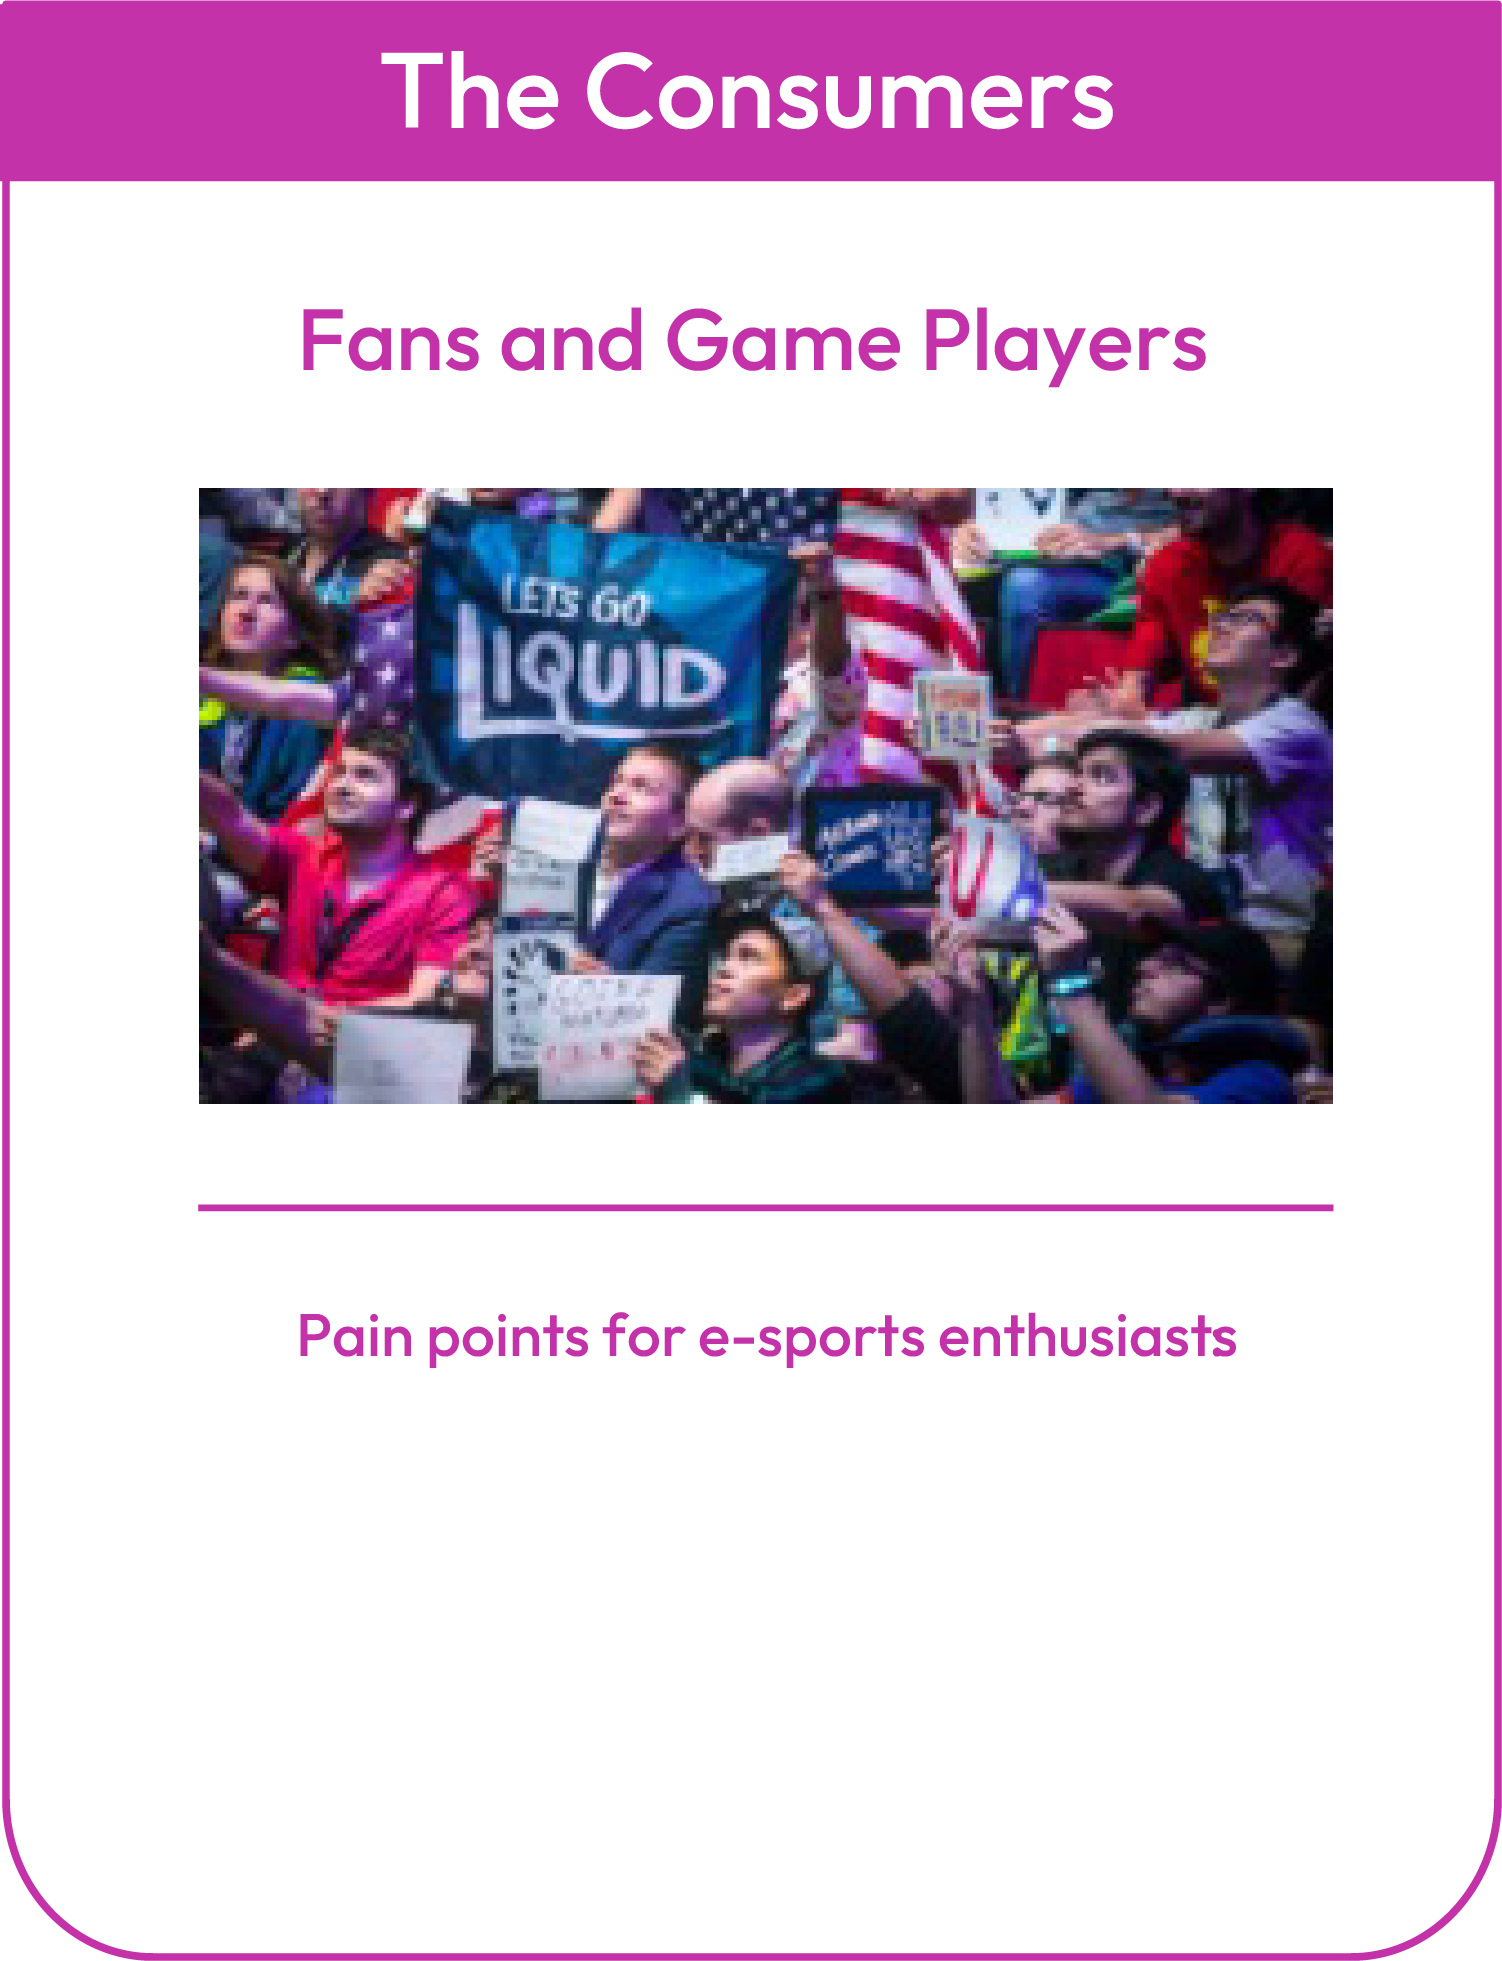 The Consumers
Fans and Game Players
LETS GO
LIQUID
Pain points for e-sports enthusiasts